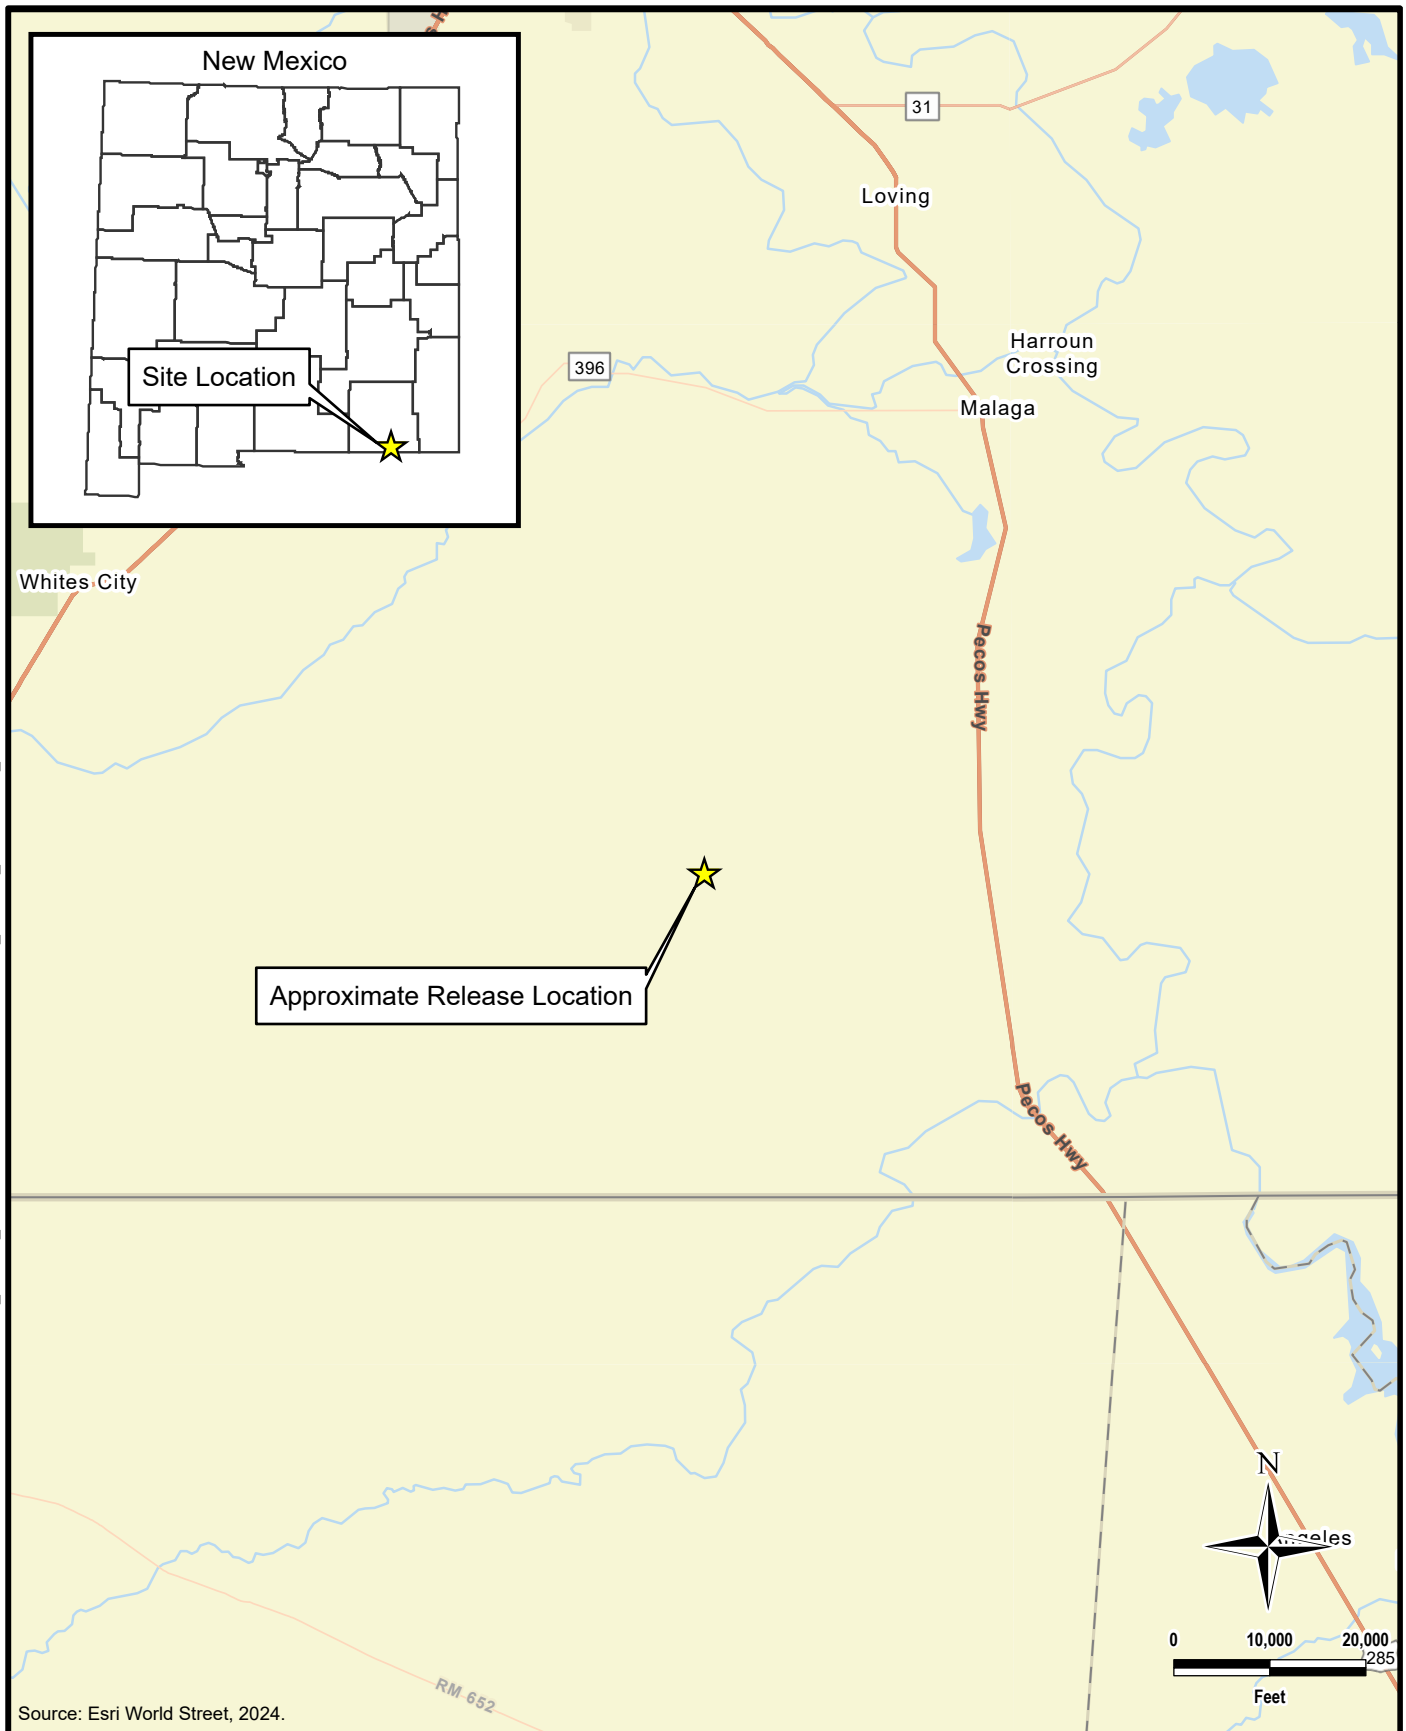 New Mexico
31
Loving
Harroun
Crossing
396
Malaga
Site Location
Whites City
Pecos Hwy
Approximate Release Location
Pecos Hwy
N
0 10,000 20,000
285
Feet
RM 652
Source: Esri World Street, 2024.